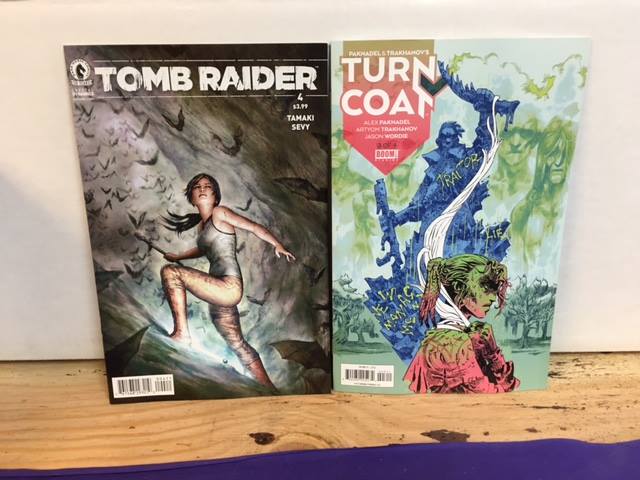 TOMB RAIDER
4
$3.99
TAMAKI
SEVY
PAKNADEL & TRAKHANOV'S
TURN
COAT
ALEX PAKNADEL
ARTYOM TRAKHANOV
JASON WORDIE
BOOM!
TRAITOR
LIE